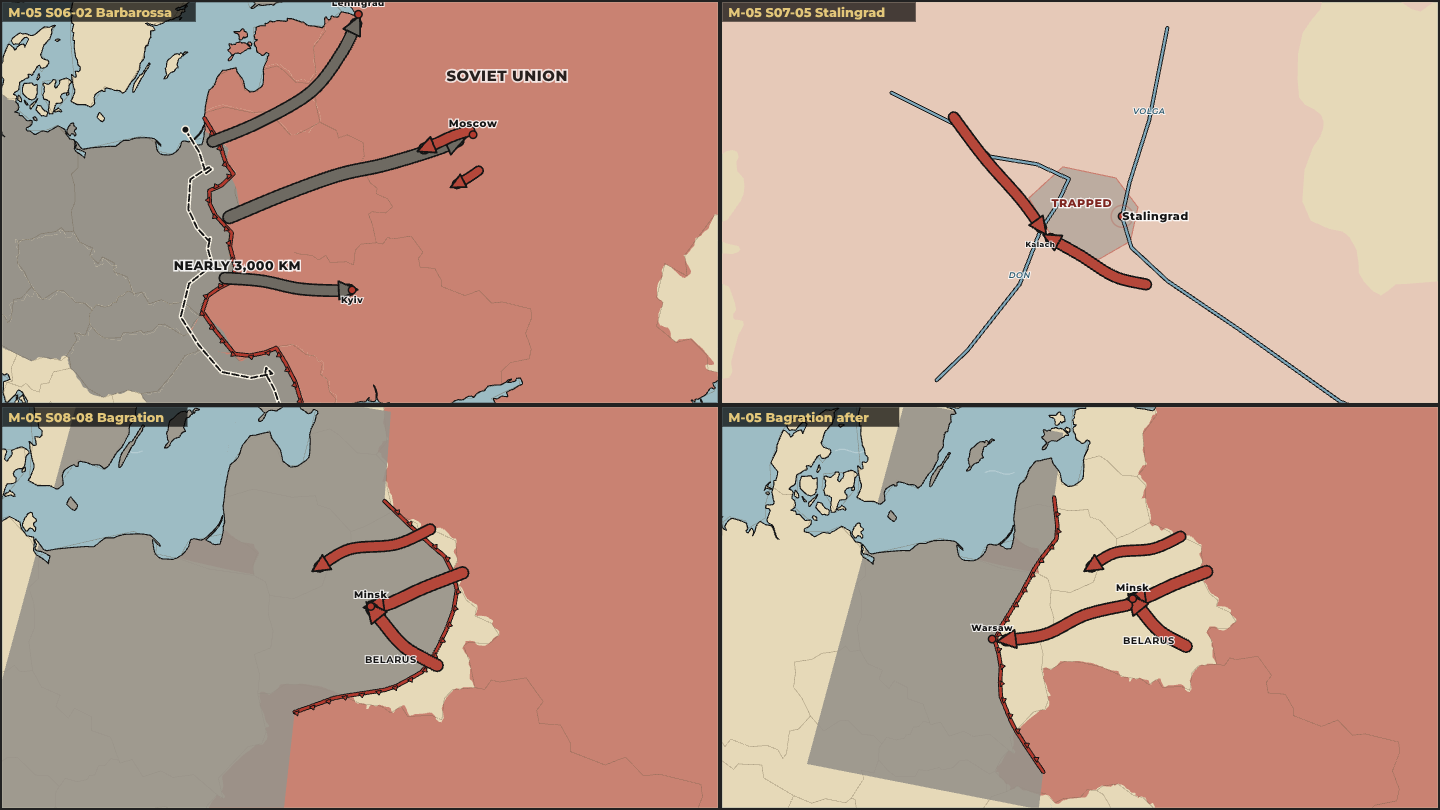 M-05 S06-02 Barbarossa
Leningrad
SOVIET UNION
Moscow
NEARLY 3,000 KM
Kyiv
M-05 S07-05 Stalingrad
VOLGA
TRAPPED
Stalingrad
Kalach
DON
M-05 S08-08 Bagration
Minsk
BELARUS
M-05 Bagration after
Minsk
Warsaw
BELARUS